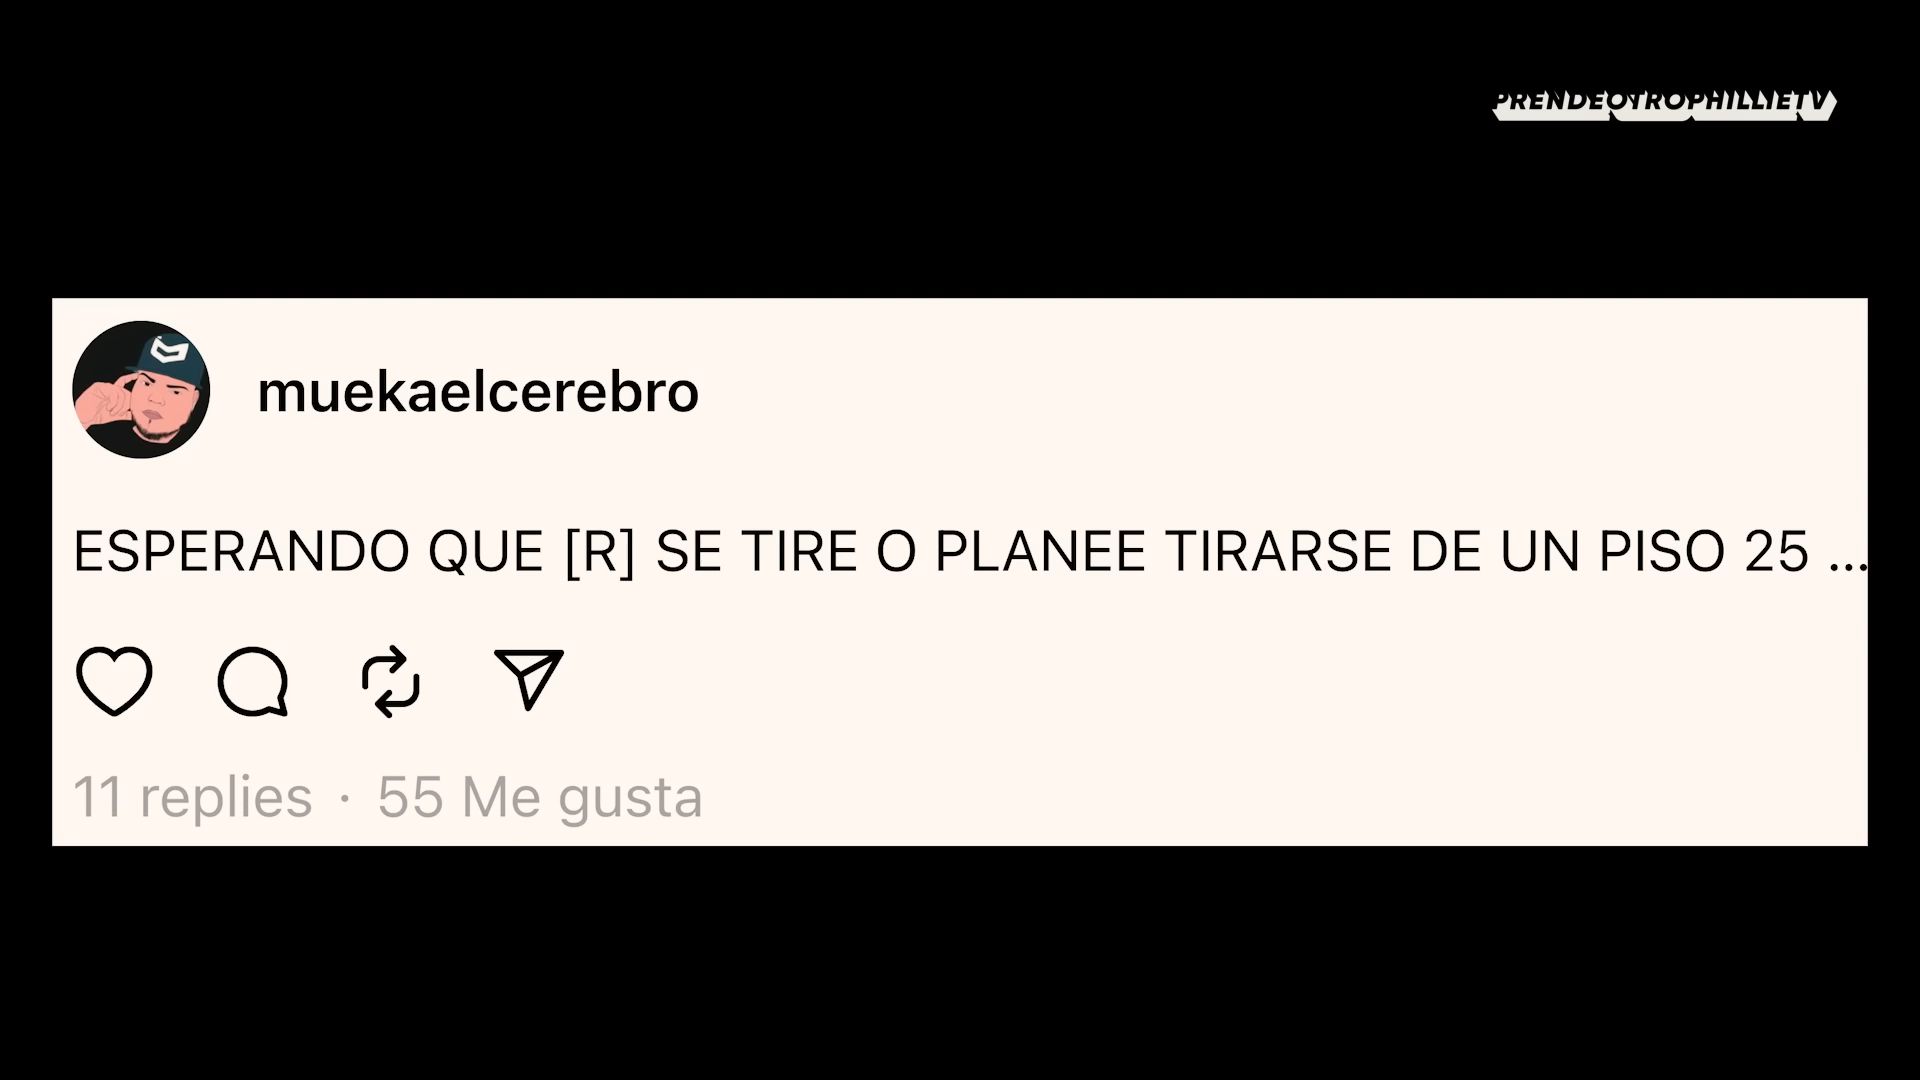 PRENDEOTROPHILLIETV
muekaelcerebro
ESPERANDO QUE [R] SE TIRE O PLANEE TIRARSE DE UN PISO 25 ...
11 replies · 55 Me gusta